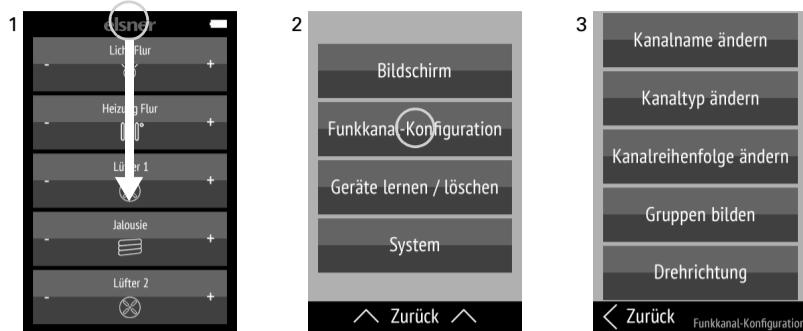 1
elsner
Licht Flur
- +
Heizung Flur
- +
Lüfter 1
- +
Jalousie
- +
Lüfter 2
- +
2
Bildschirm
Funkkanal-Konfiguration
Geräte lernen / löschen
System
Zurück
3
Kanalname ändern
Kanaltyp ändern
Kanalreihenfolge ändern
Gruppen bilden
Drehrichtung
Zurück Funkkanal-Konfiguration